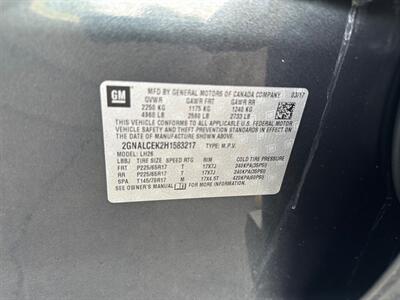 GM
MFD BY GENERAL MOTORS OF CANADA COMPANY 03/17
GVWR GAWR FRT GAWR RR
2250 KG 1175 KG 1240 KG
4960 LB 2590 LB 2733 LB
THIS VEHICLE CONFORMS TO ALL APPLICABLE U.S. FEDERAL MOTOR
VEHICLE SAFETY AND THEFT PREVENTION STANDARDS IN EFFECT ON
THE DATE OF MANUFACTURE SHOWN ABOVE.
2GNALCEK2H1583217 TYPE: M.P.V.
MODEL: LH26
LBBJ TIRE SIZE SPEED RTG RIM COLD TIRE PRESSURE
FRT P225/65R17 T 17X7J 240KPA(35PSI)
RR P225/65R17 T 17X7J 240KPA(35PSI)
SPA T145/70R17 M 17X4.5T 420KPA(60PSI)
SEE OWNER'S MANUAL